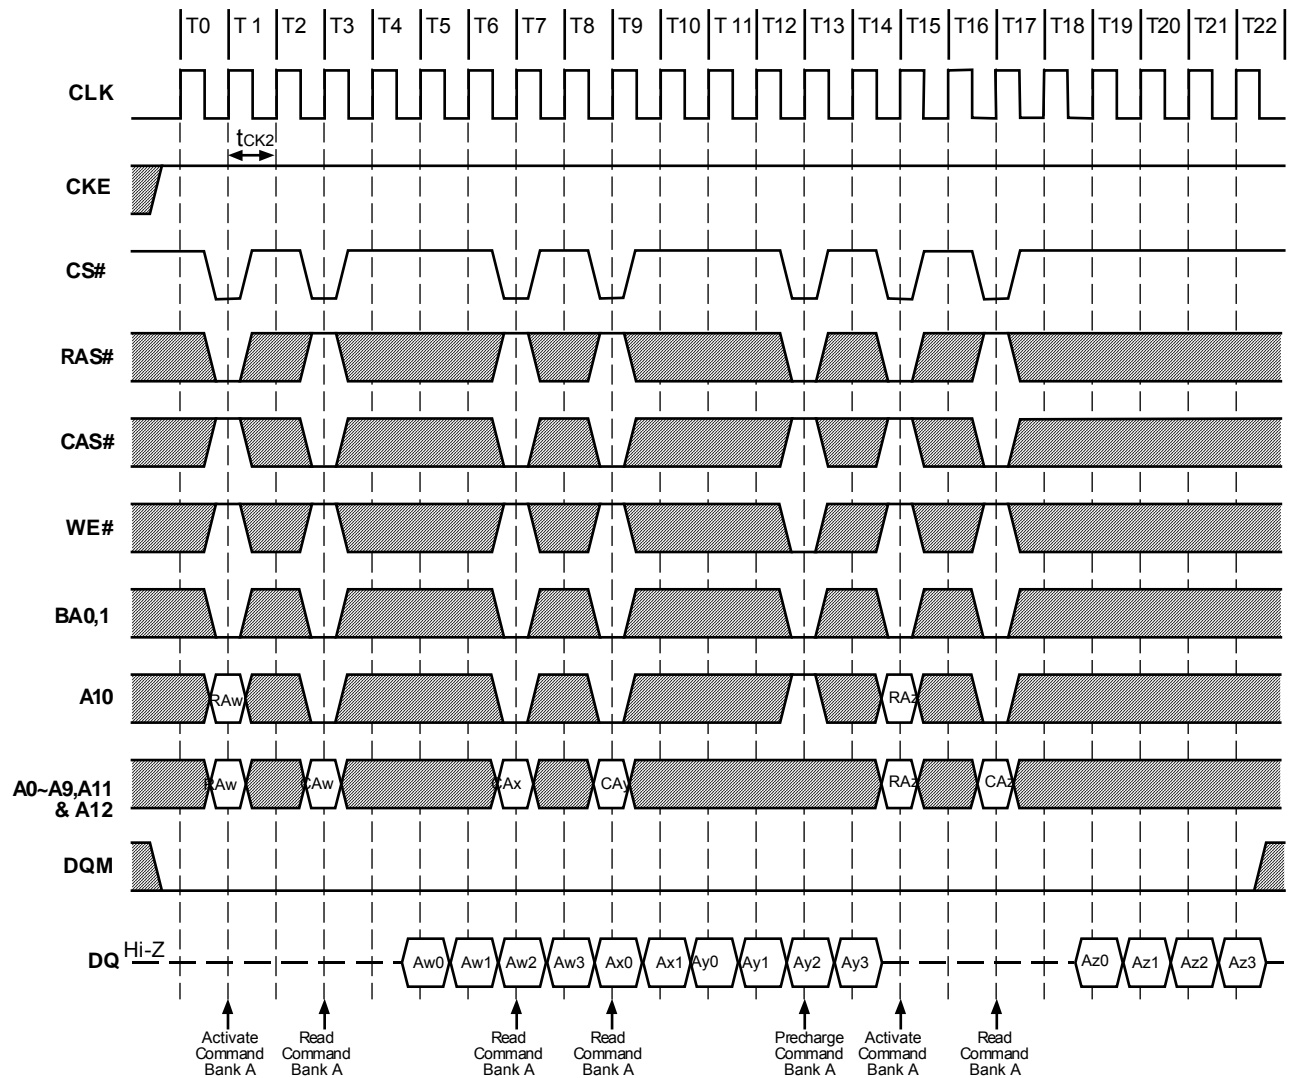 T0 T 1 T2 T3 T4 T5 T6 T7 T8 T9 T10 T 11 T12 T13 T14 T15 T16 T17 T18 T19 T20 T21 T22
CLK
tCK2
CKE
CS#
RAS#
CAS#
WE#
BA0,1
A10
RAw RAz
A0~A9,A11
& A12
RAw CAw CAx CAy RAz CAz
DQM
DQ Hi-Z
Aw0 Aw1 Aw2 Aw3 Ax0 Ax1 Ay0 Ay1 Ay2 Ay3 Az0 Az1 Az2 Az3
Activate
Command
Bank A
Read
Command
Bank A
Read
Command
Bank A
Read
Command
Bank A
Precharge
Command
Bank A
Activate
Command
Bank A
Read
Command
Bank A